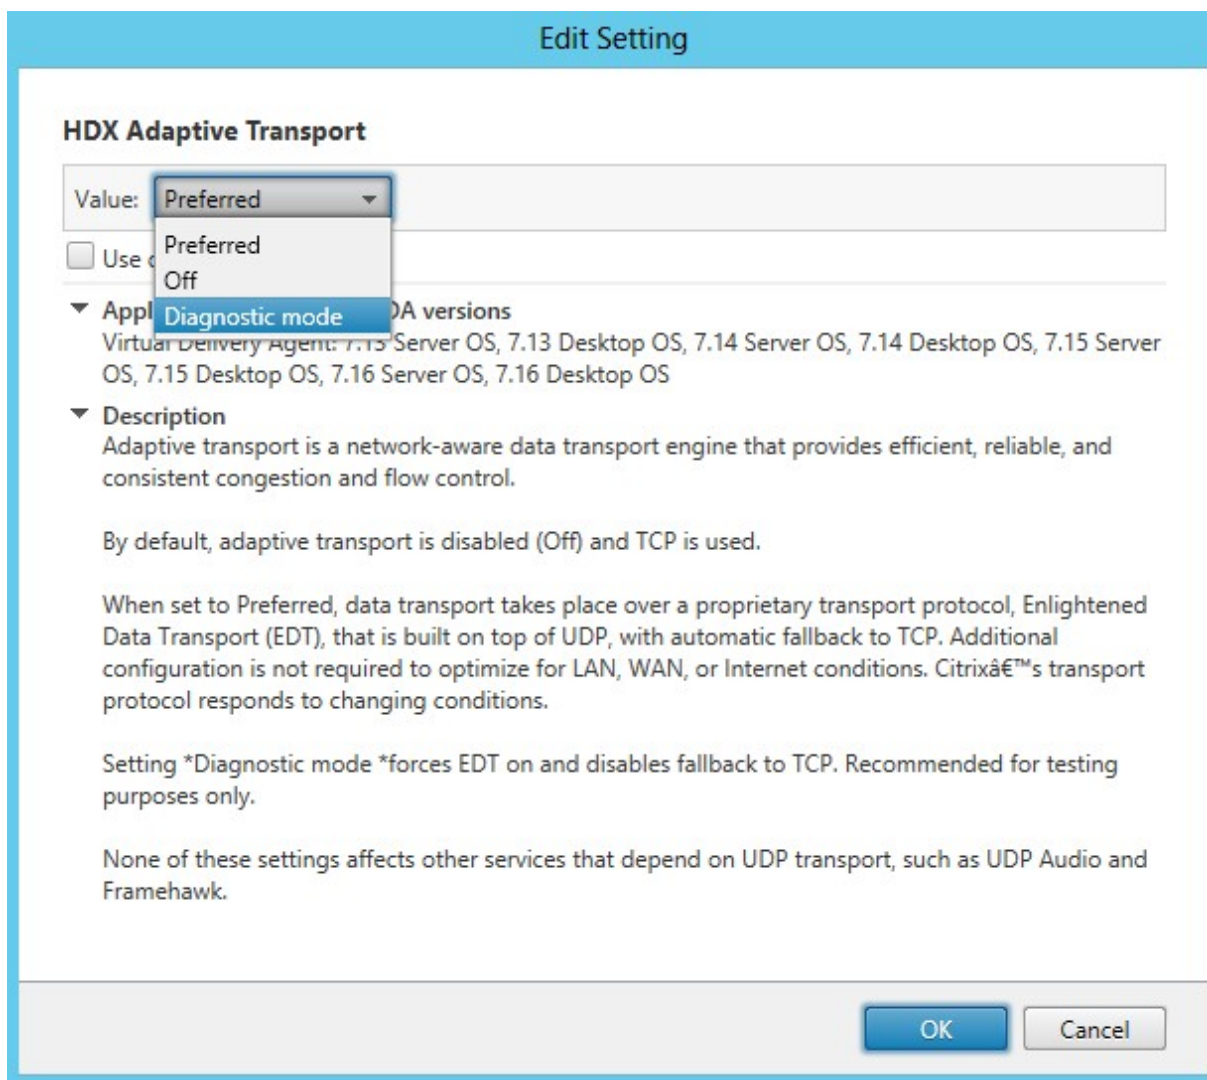 Edit Setting
HDX Adaptive Transport
Value: Preferred
Preferred
Use
Off
Diagnostic mode
versions
Virtual Delivery Agent: 7.13 Server OS, 7.13 Desktop OS, 7.14 Server OS, 7.14 Desktop OS, 7.15 Server
OS, 7.15 Desktop OS, 7.16 Server OS, 7.16 Desktop OS
Description
Adaptive transport is a network-aware data transport engine that provides efficient, reliable, and
consistent congestion and flow control.
By default, adaptive transport is disabled (Off) and TCP is used.
When set to Preferred, data transport takes place over a proprietary transport protocol, Enlightened
Data Transport (EDT), that is built on top of UDP, with automatic fallback to TCP. Additional
configuration is not required to optimize for LAN, WAN, or Internet conditions. Citrixâ€™s transport
protocol responds to changing conditions.
Setting *Diagnostic mode *forces EDT on and disables fallback to TCP. Recommended for testing
purposes only.
None of these settings affects other services that depend on UDP transport, such as UDP Audio and
Framehawk.
OK
Cancel